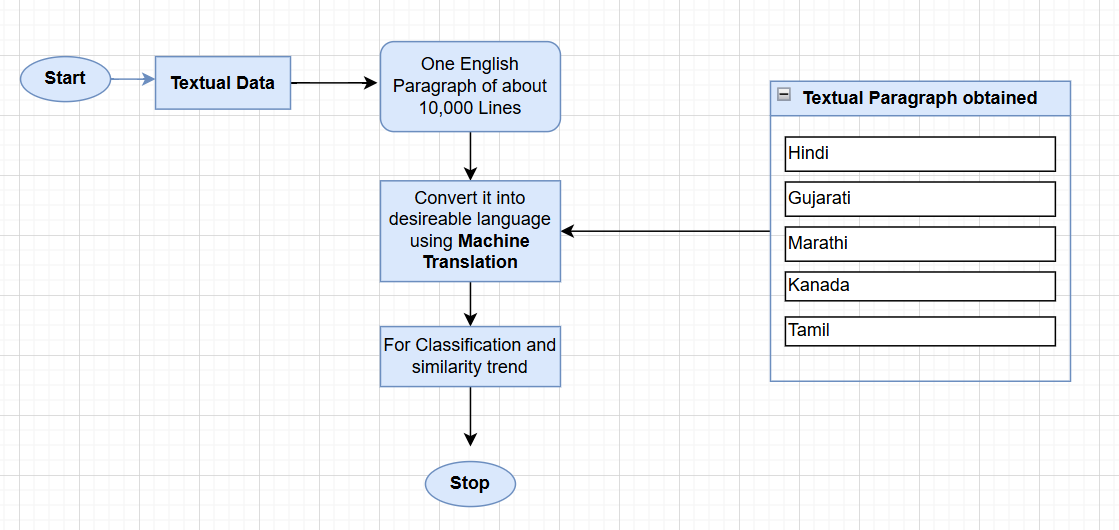 Start
Textual Data
One English
Paragraph of about
10,000 Lines
Convert it into
desireable language
using Machine
Translation
For Classification and
similarity trend
Stop
Textual Paragraph obtained
Hindi
Gujarati
Marathi
Kanada
Tamil